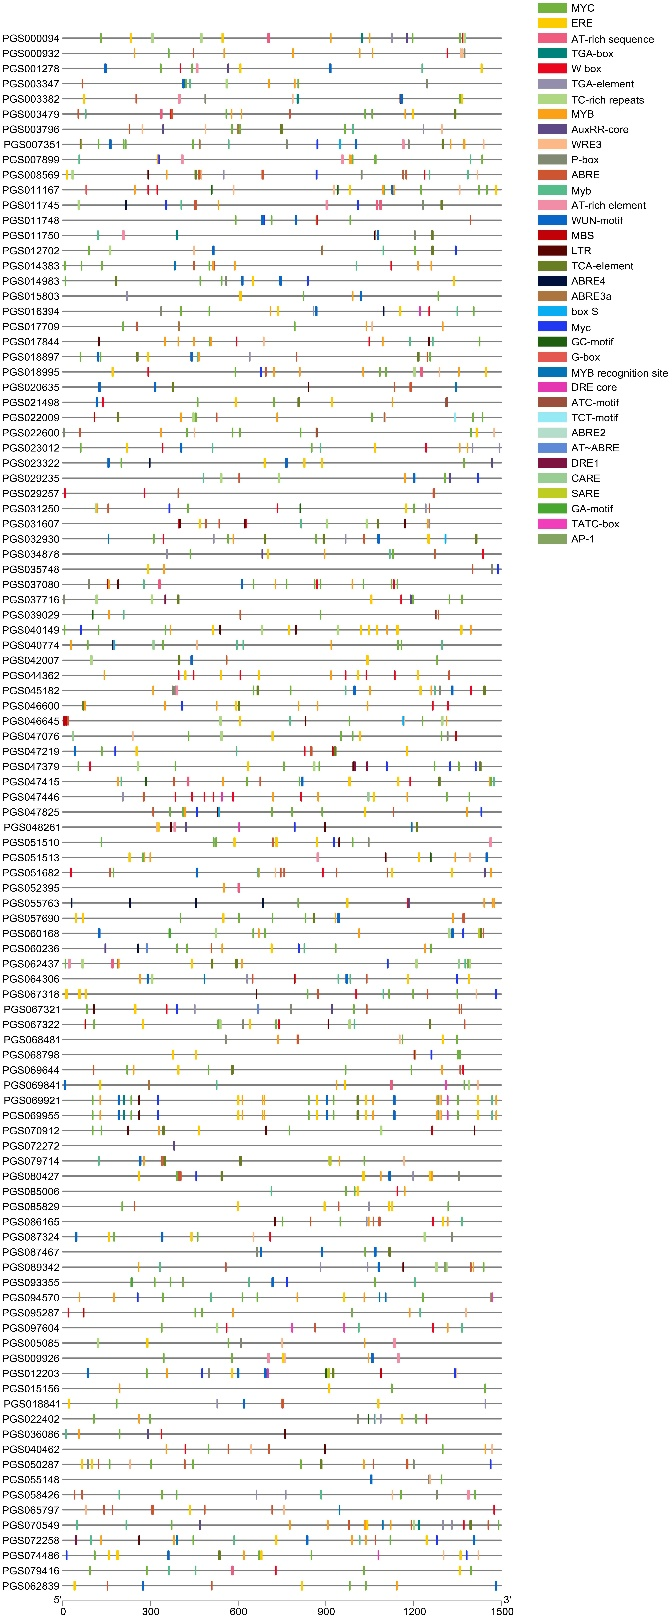 PGS000094
PGS000932
PGS001278
PGS003347
PGS003382
PGS003479
PGS003796
PGS007351
PGS007899
PGS008569
PGS011167
PGS011745
PGS011748
PGS011750
PGS012702
PGS014383
PGS014983
PGS015803
PGS016394
PGS017709
PGS017844
PGS018897
PGS018995
PGS020635
PGS021498
PGS022009
PGS022600
PGS023012
PGS023322
PGS029235
PGS029257
PGS031250
PGS031607
PGS032930
PGS034878
PGS035748
PGS037080
PGS037716
PGS039029
PGS040149
PGS040774
PGS042007
PGS044362
PGS045182
PGS046600
PGS046645
PGS047076
PGS047219
PGS047379
PGS047415
PGS047446
PGS047825
PGS048261
PGS051510
PGS051513
PGS051682
PGS052395
PGS055763
PGS057690
PGS060168
PGS060236
PGS062437
PGS064306
PGS067318
PGS067321
PGS067322
PGS068481
PGS068798
PGS069644
PGS069841
PGS069921
PGS069955
PGS070912
PGS072272
PGS079714
PGS080427
PGS085006
PGS085829
PGS086165
PGS087324
PGS087467
PGS089342
PGS093355
PGS094570
PGS095287
PGS097604
PGS005085
PGS009926
PGS012203
PGS015156
PGS018841
PGS022402
PGS036086
PGS040462
PGS050287
PGS055148
PGS058426
PGS065797
PGS070549
PGS072258
PGS074486
PGS079416
PGS062839
5' 3'
0 300 600 900 1200 1500
MYC
ERE
AT-rich sequence
TGA-box
W box
TGA-element
TC-rich repeats
MYB
AuxRR-core
WRE3
P-box
ABRE
Myb
AT-rich element
WUN-motif
MBS
LTR
TCA-element
ABRE4
ABRE3a
box S
Myc
GC-motif
G-box
MYB recognition site
DRE core
ATC-motif
TCT-motif
ABRE2
AT~ABRE
DRE1
CARE
SARE
GA-motif
TATC-box
AP-1